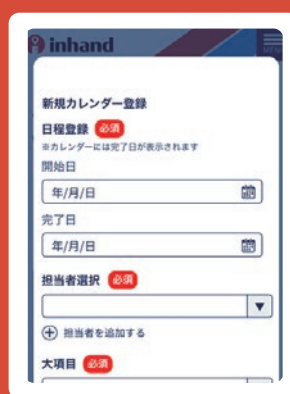 inhand
MENU
新規カレンダー登録
日程登録 必須
※カレンダーには完了日が表示されます
開始日
年/月/日
完了日
年/月/日
担当者選択 必須
担当者を追加する
大項目 必須